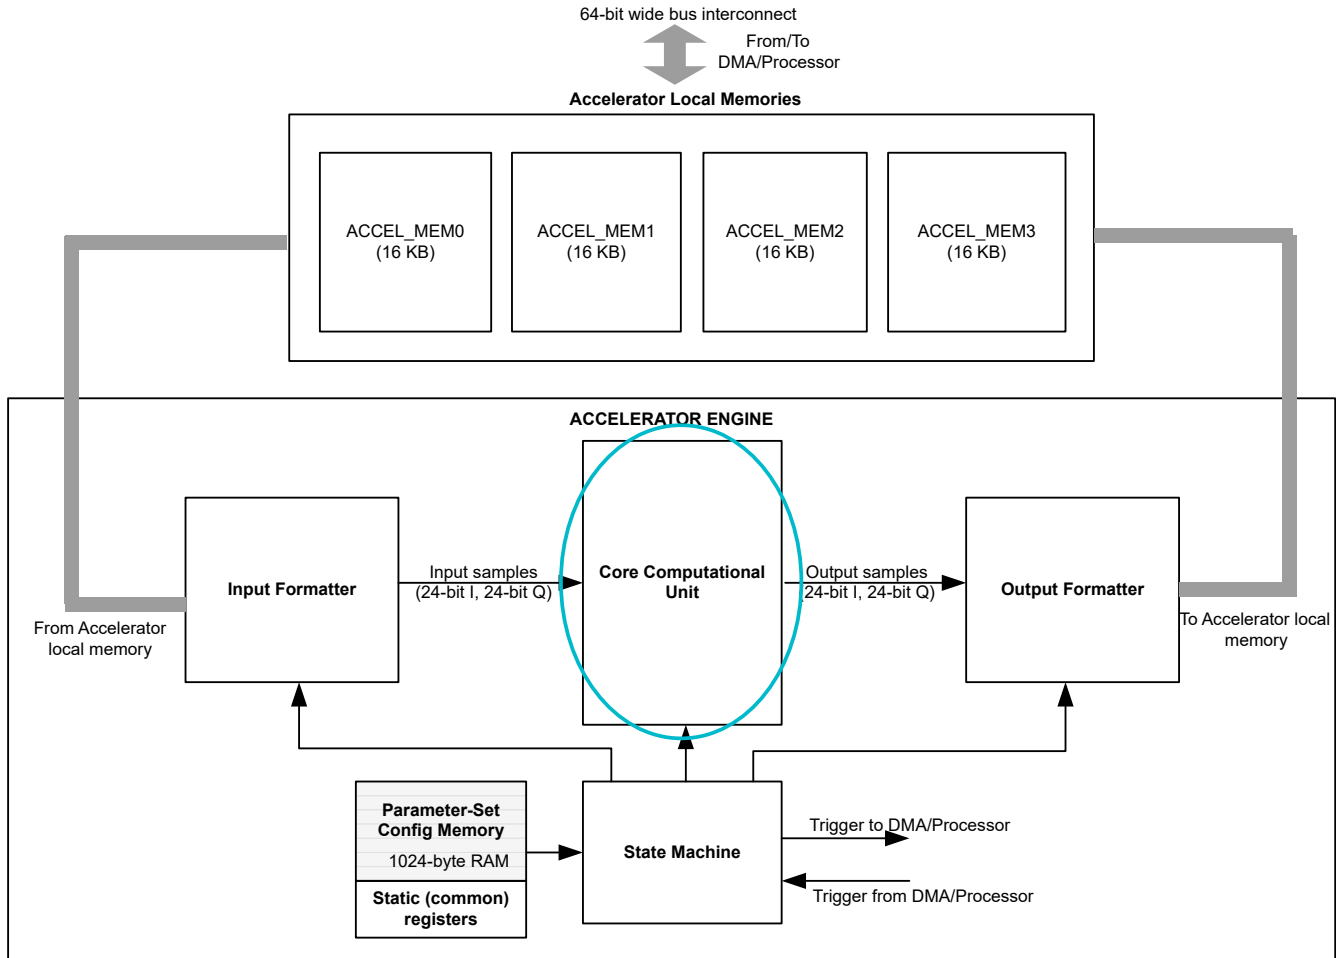 64-bit wide bus interconnect
From/To
DMA/Processor
Accelerator Local Memories
ACCEL_MEM0
(16 KB)
ACCEL_MEM1
(16 KB)
ACCEL_MEM2
(16 KB)
ACCEL_MEM3
(16 KB)
ACCELERATOR ENGINE
Input Formatter
Input samples
(24-bit I, 24-bit Q)
Core Computational
Unit
Output samples
(24-bit I, 24-bit Q)
Output Formatter
From Accelerator
local memory
To Accelerator local
memory
Parameter-Set
Config Memory
1024-byte RAM
Static (common)
registers
State Machine
Trigger to DMA/Processor
Trigger from DMA/Processor